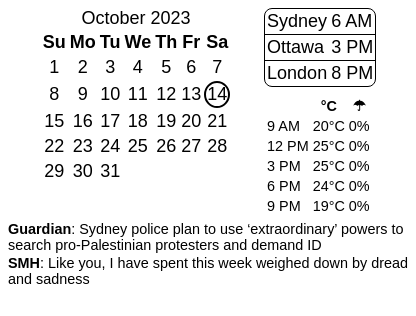 October 2023
Su Mo Tu We Th Fr Sa
1 2 3 4 5 6 7
8 9 10 11 12 13 14
15 16 17 18 19 20 21
22 23 24 25 26 27 28
29 30 31
Sydney 6 AM
Ottawa 3 PM
London 8 PM
°C ☂
9 AM 20°C 0%
12 PM 25°C 0%
3 PM 25°C 0%
6 PM 24°C 0%
9 PM 19°C 0%
Guardian: Sydney police plan to use ‘extraordinary’ powers to
search pro-Palestinian protesters and demand ID
SMH: Like you, I have spent this week weighed down by dread
and sadness